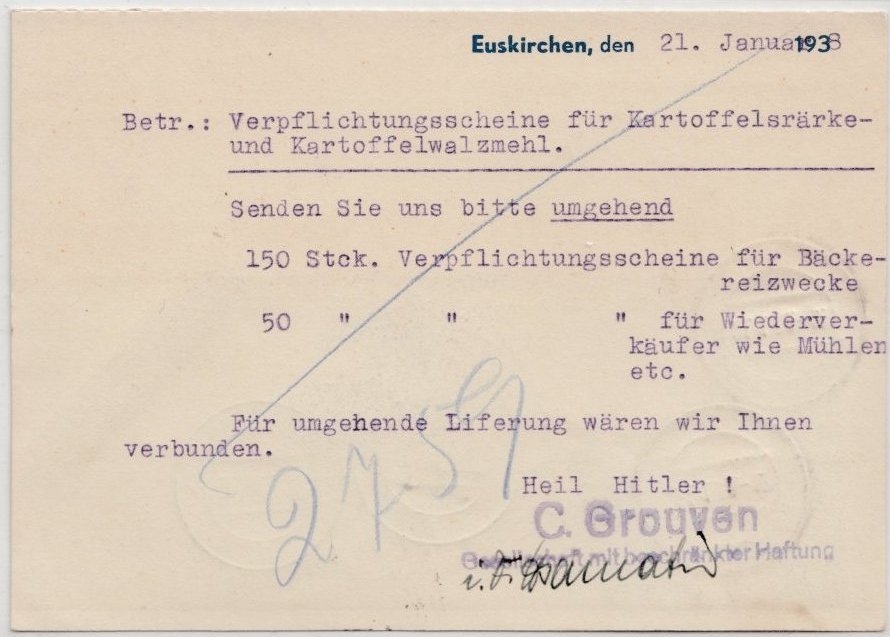 Euskirchen, den 21. Januar 1938
Betr.: Verpflichtungsscheine für Kartoffelsrärke-
und Kartoffelwalzmehl.
Senden Sie uns bitte umgehend
150 Stck. Verpflichtungsscheine für Bäcke-
reizwecke
50 " " " für Wiederver-
käufer wie Mühlen
etc.
Für umgehende Liferung wären wir Ihnen
verbunden.
Heil Hitler !
C. Grouven
Gesellschaft mit beschränkter Haftung